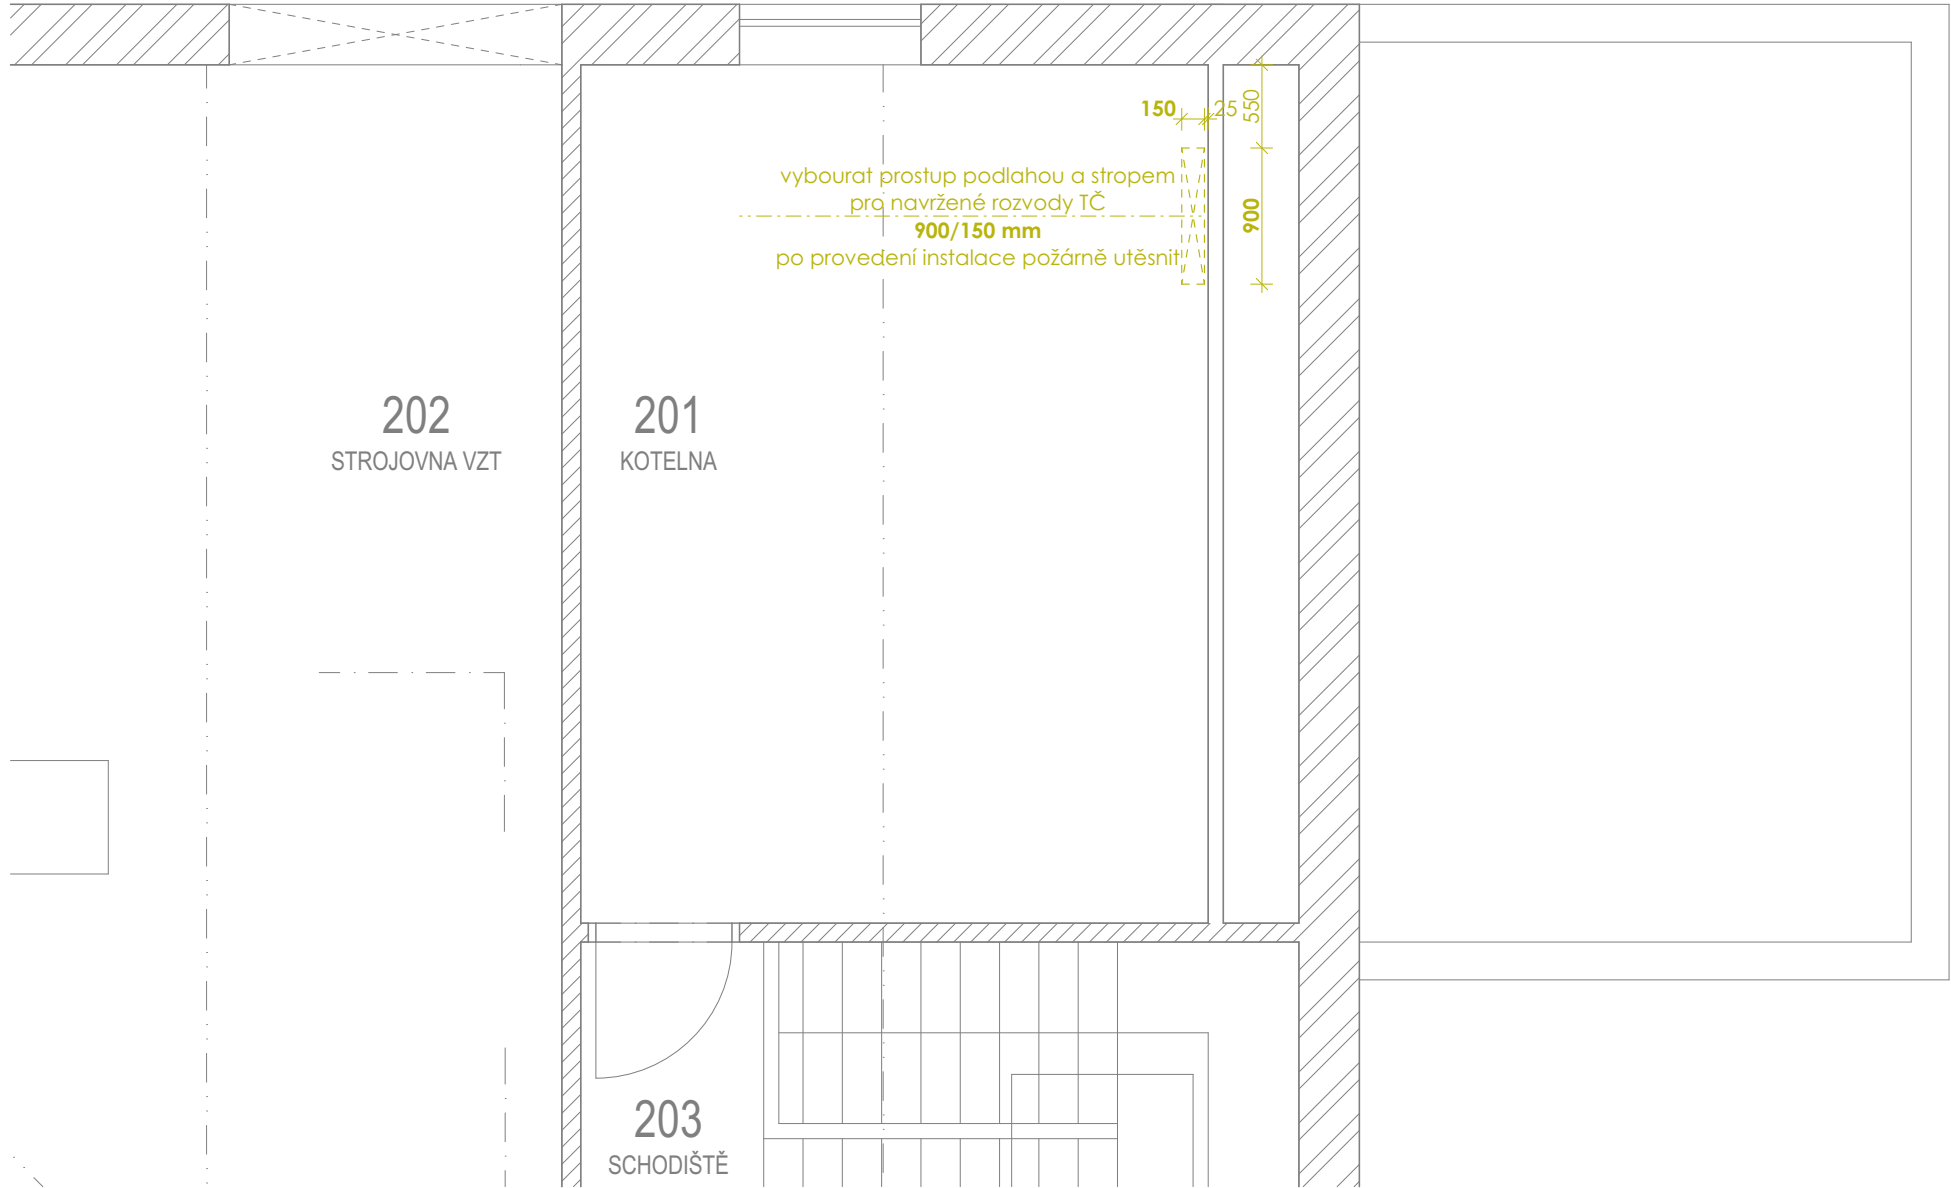 150
25
550
vybourat prostup podlahou a stropem
pro navržené rozvody TČ
900/150 mm
po provedení instalace požárně utěsnit
900
202
STROJOVNA VZT
201
KOTELNA
203
SCHODIŠTĚ